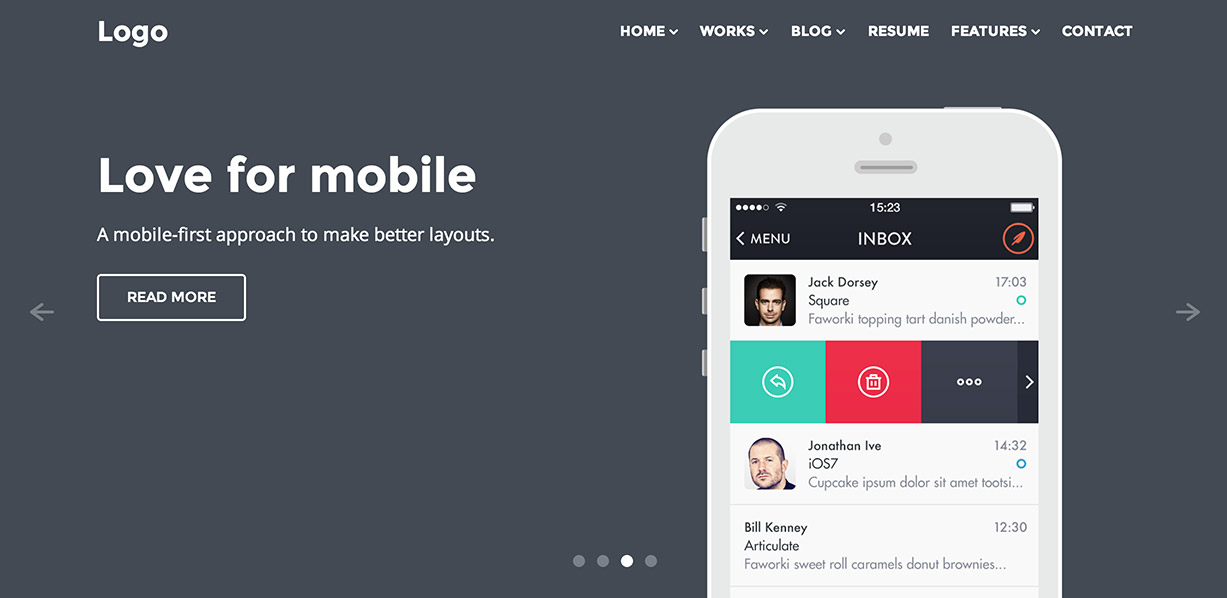 Logo
HOME WORKS BLOG RESUME FEATURES CONTACT
Love for mobile
A mobile-first approach to make better layouts.
READ MORE
15:23
MENU INBOX
Jack Dorsey 17:03
Square
Faworki topping tart danish powder...
Jonathan Ive 14:32
iOS7
Cupcake ipsum dolor sit amet tootsi...
Bill Kenney 12:30
Articulate
Faworki sweet roll caramels donut brownies...